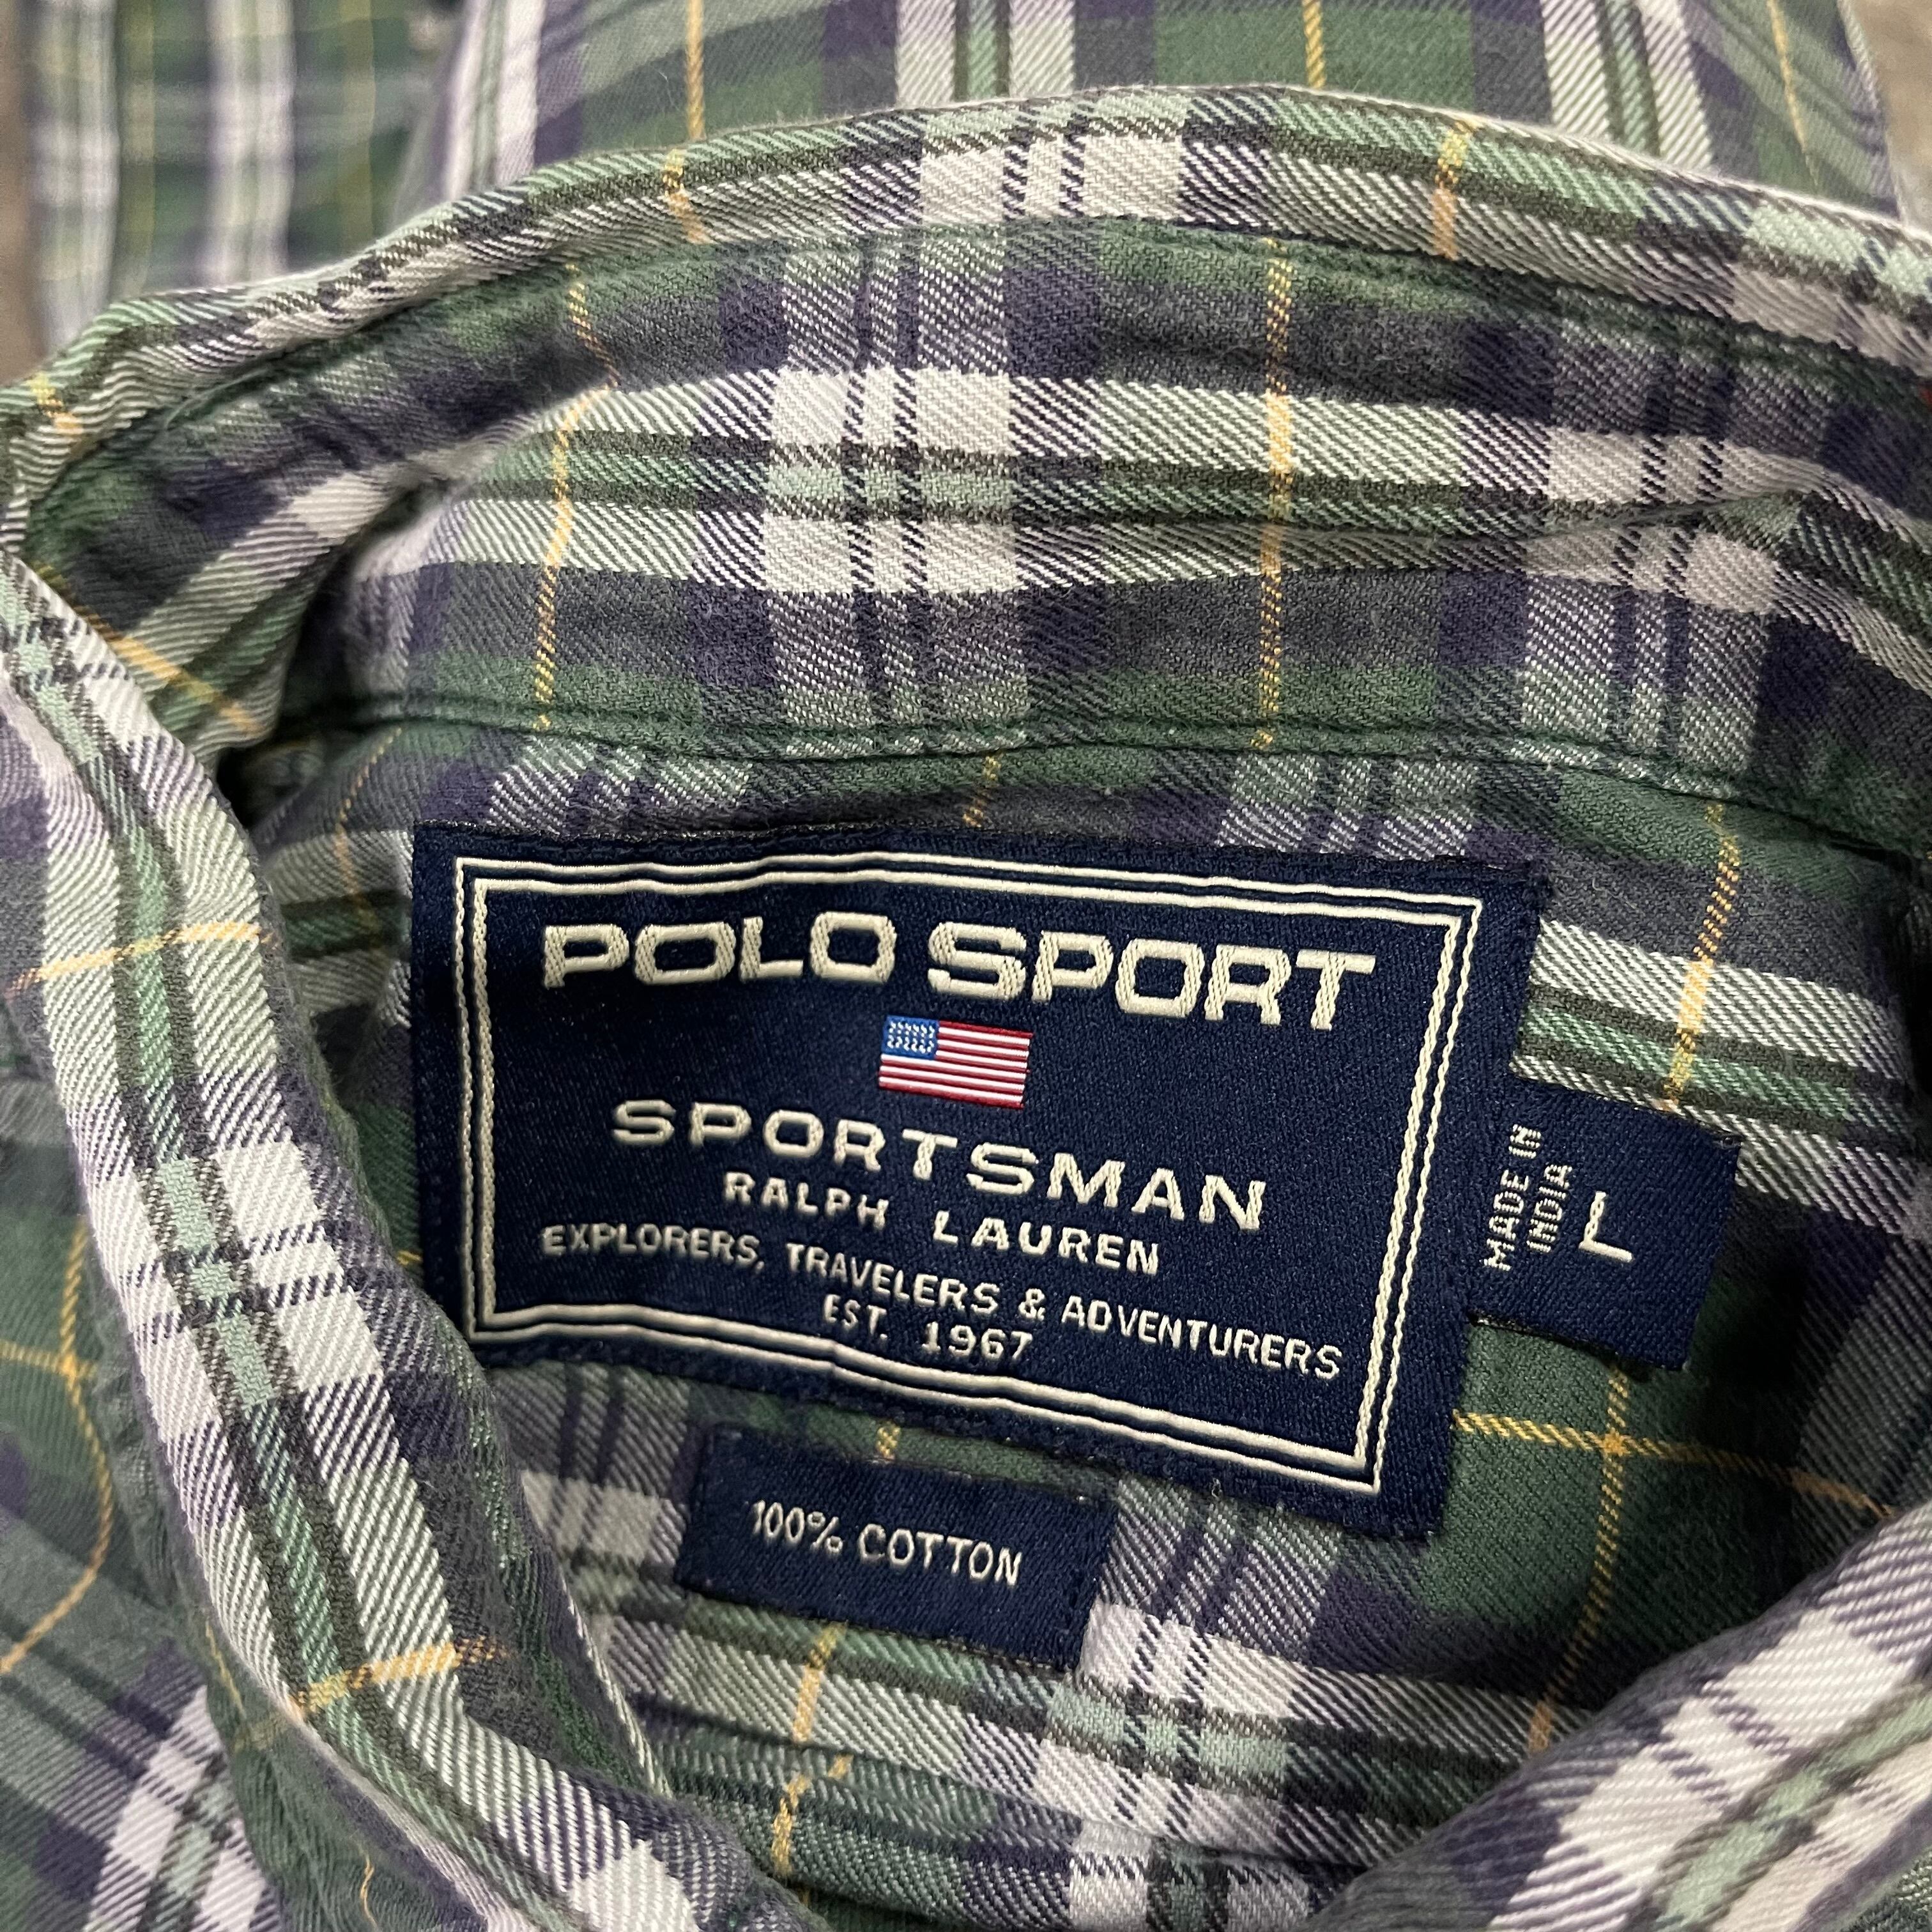 POLO SPORT
SPORTSMAN
RALPH LAUREN
EXPLORERS, TRAVELERS & ADVENTURERS
EST. 1967
MADE IN
INDIA
L
100% COTTON